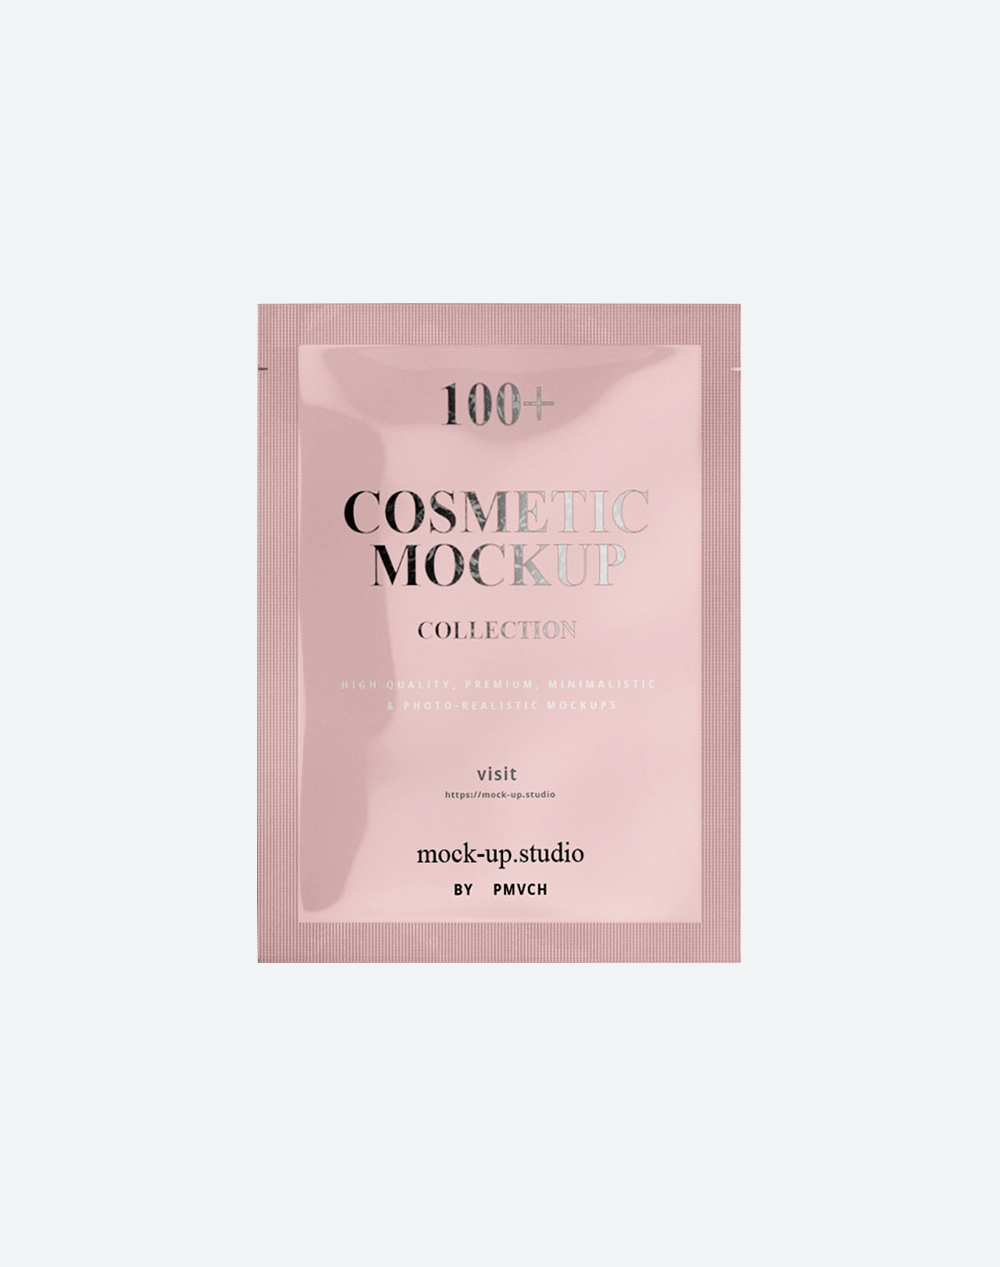 100+
COSMETIC
MOCKUP
COLLECTION
HIGH QUALITY, PREMIUM, MINIMALISTIC
& PHOTO-REALISTIC MOCKUPS
visit
https://mock-up.studio
mock-up.studio
BY PMVCH